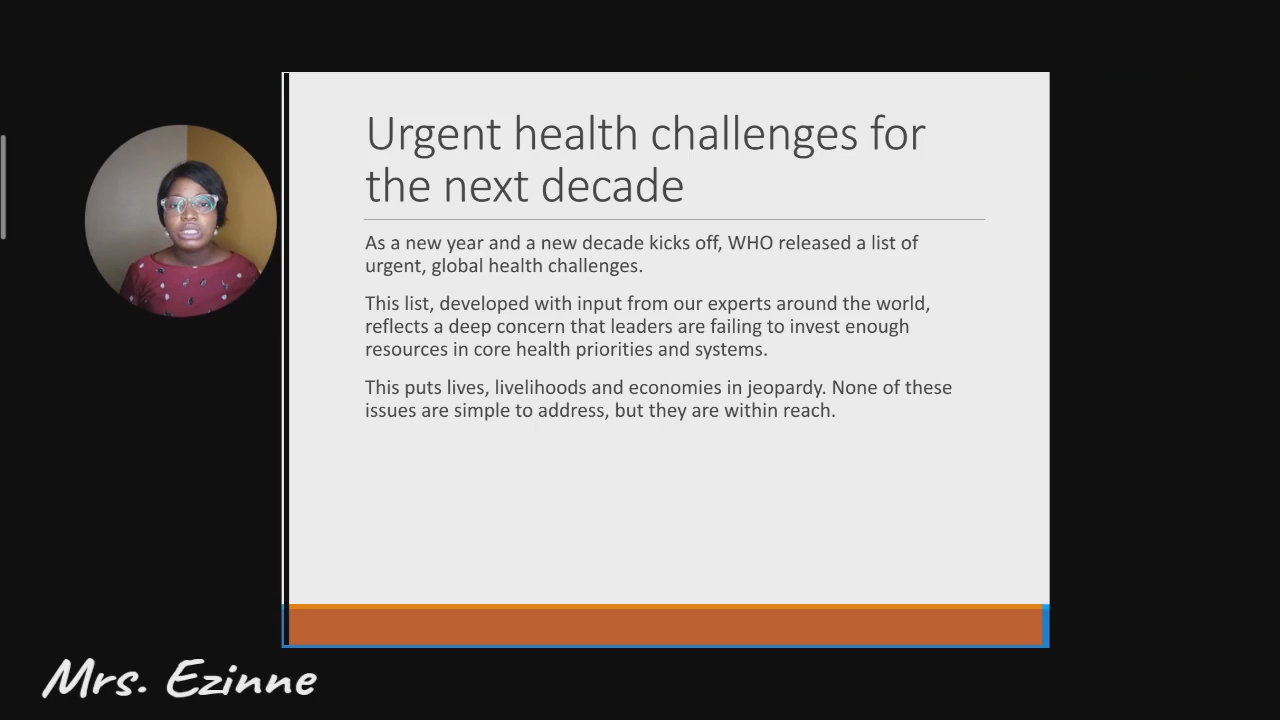 Urgent health challenges for
the next decade
As a new year and a new decade kicks off, WHO released a list of
urgent, global health challenges.
This list, developed with input from our experts around the world,
reflects a deep concern that leaders are failing to invest enough
resources in core health priorities and systems.
This puts lives, livelihoods and economies in jeopardy. None of these
issues are simple to address, but they are within reach.
Mrs. Ezinne